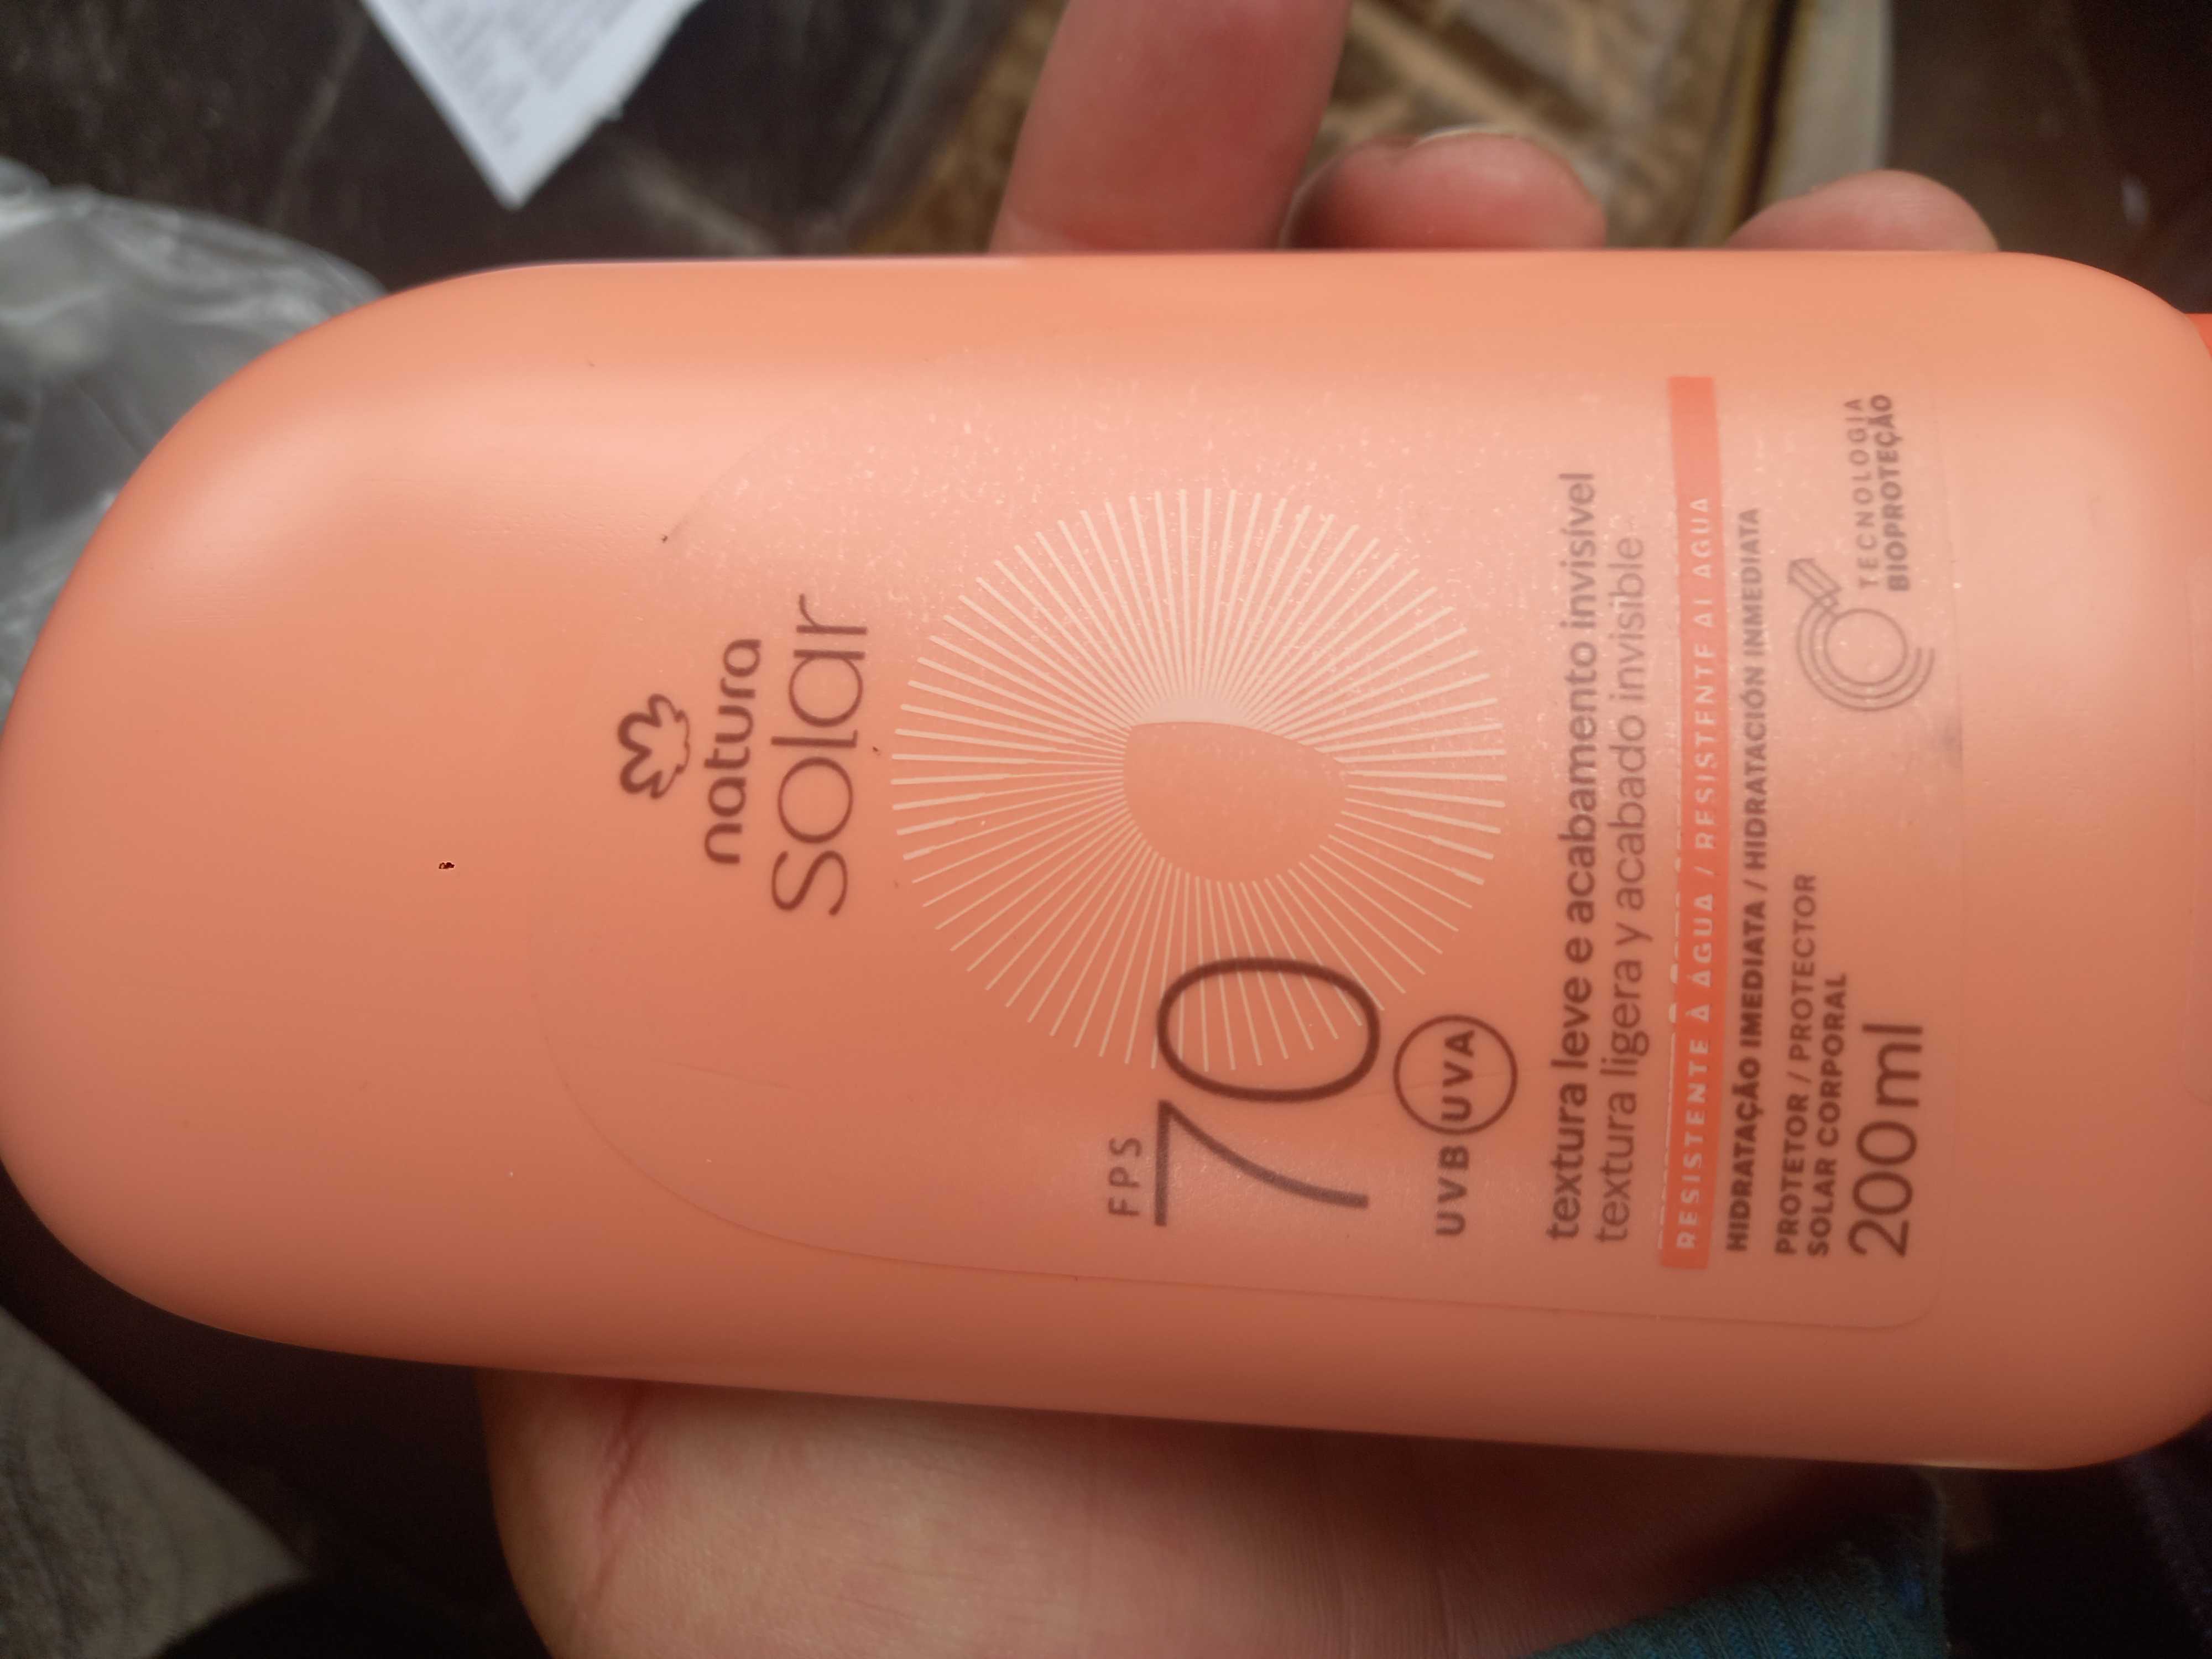 natura
solar
FPS
70
UVB UVA
textura leve e acabamento invisível
textura ligera y acabado invisible
RESISTENTE À ÁGUA / RESISTENTE AL AGUA
HIDRATAÇÃO IMEDIATA / HIDRATACIÓN INMEDIATA
PROTETOR / PROTECTOR
SOLAR CORPORAL
200 ml
TECNOLOGIA
BIOPROTEÇÃO